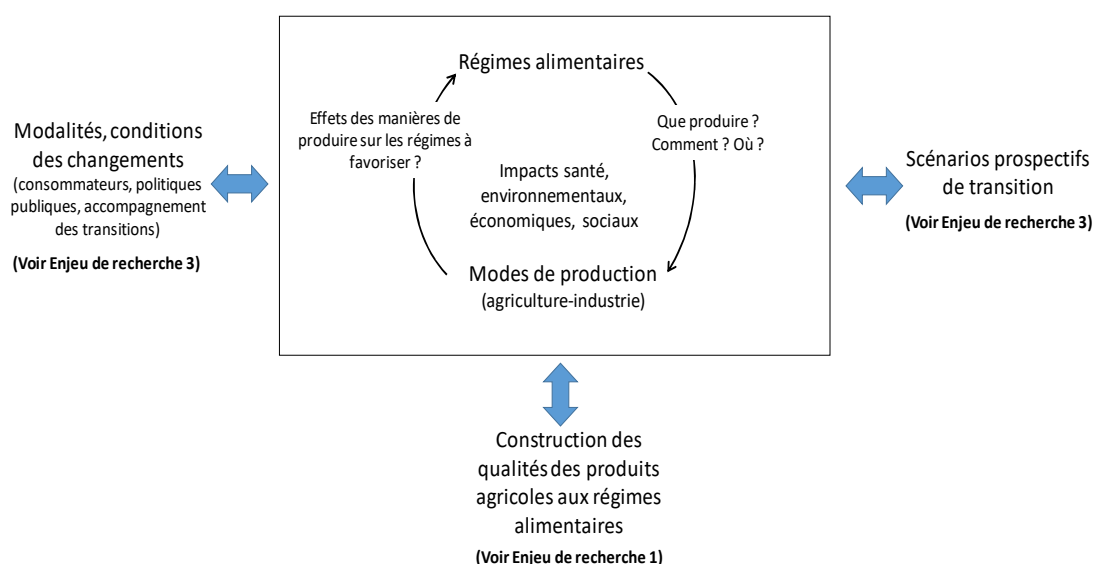 Régimes alimentaires
Effets des manières de
produire sur les régimes à
favoriser ?
Que produire ?
Comment ? Où ?
Impacts santé,
environnementaux,
économiques, sociaux
Modes de production
(agriculture-industrie)
Modalités, conditions
des changements
(consommateurs, politiques
publiques, accompagnement
des transitions)
(Voir Enjeu de recherche 3)
Scénarios prospectifs
de transition
(Voir Enjeu de recherche 3)
Construction des
qualités des produits
agricoles aux régimes
alimentaires
(Voir Enjeu de recherche 1)